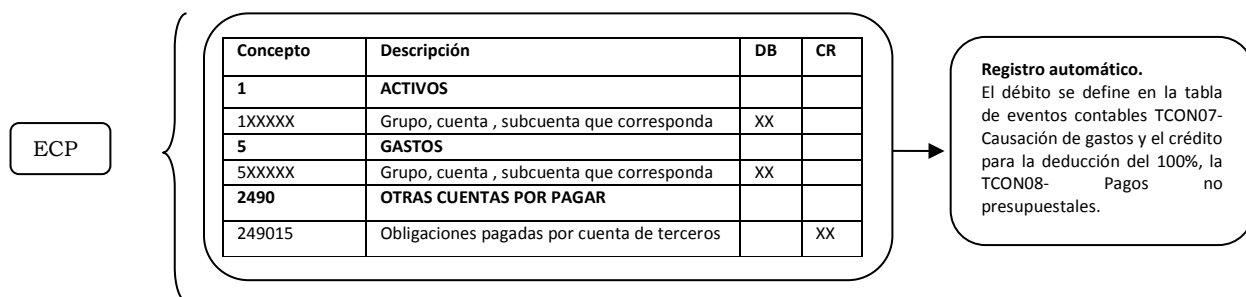 ECP
Concepto Descripción DB CR
1 ACTIVOS
1XXXXX Grupo, cuenta , subcuenta que corresponda XX
5 GASTOS
5XXXXX Grupo, cuenta , subcuenta que corresponda XX
2490 OTRAS CUENTAS POR PAGAR
249015 Obligaciones pagadas por cuenta de terceros XX
Registro automático.
El débito se define en la tabla
de eventos contables TCON07-
Causación de gastos y el crédito
para la deducción del 100%, la
TCON08- Pagos no
presupuestales.